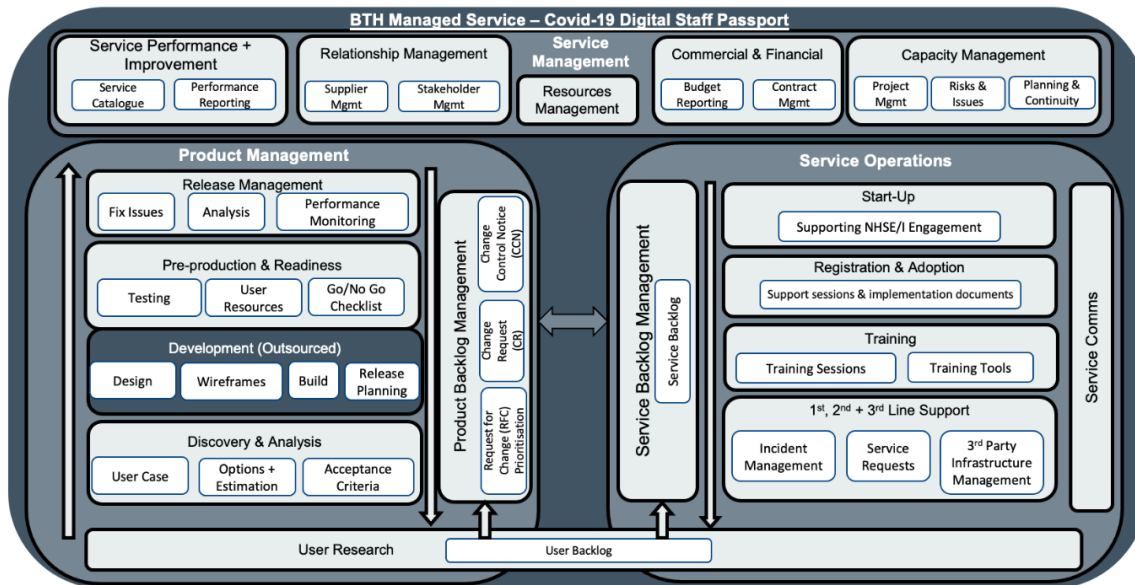 BTH Managed Service – Covid-19 Digital Staff Passport
Service Performance +
Improvement
Service
Catalogue
Performance
Reporting
Relationship Management
Supplier
Mgmt
Stakeholder
Mgmt
Service
Management
Resources
Management
Commercial & Financial
Budget
Reporting
Contract
Mgmt
Capacity Management
Project
Mgmt
Risks &
Issues
Planning &
Continuity
Product Management
Release Management
Fix Issues
Analysis
Performance
Monitoring
Pre-production & Readiness
Testing
User
Resources
Go/No Go
Checklist
Development (Outsourced)
Design
Wireframes
Build
Release
Planning
Discovery & Analysis
User Case
Options +
Estimation
Acceptance
Criteria
Product Backlog Management
Change
Control Notice
(CCN)
Change
Request
(CR)
Request for
Change (RFC)
Prioritisation
Service Operations
Service Backlog Management
Service Backlog
Start-Up
Supporting NHSE/I Engagement
Registration & Adoption
Support sessions & implementation documents
Training
Training Sessions
Training Tools
1st, 2nd + 3rd Line Support
Incident
Management
Service
Requests
3rd Party
Infrastructure
Management
Service Comms
User Research
User Backlog